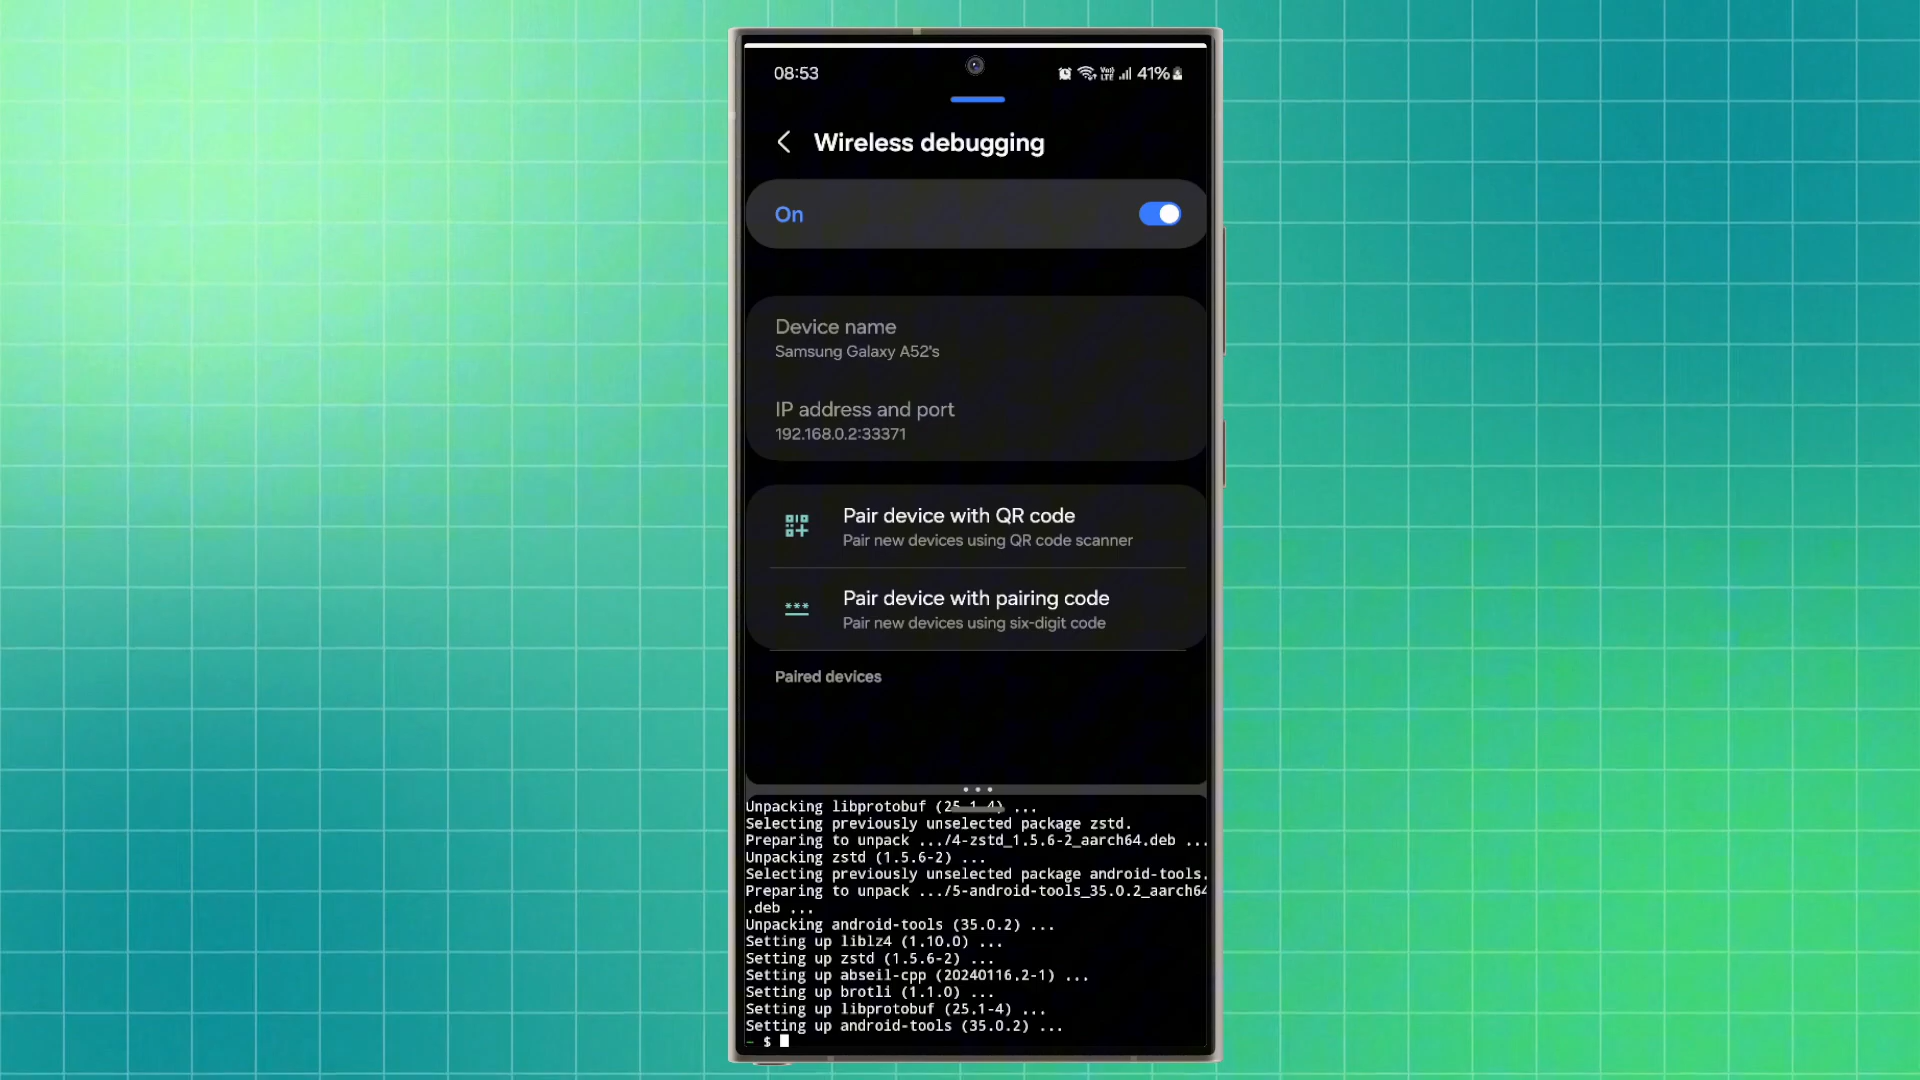 08:53
Vo) LTE 41%
Wireless debugging
On
Device name
Samsung Galaxy A52's
IP address and port
192.168.0.2:33371
Pair device with QR code
Pair new devices using QR code scanner
Pair device with pairing code
Pair new devices using six-digit code
Paired devices
Unpacking libprotobuf (25.1-4) ...
Selecting previously unselected package zstd.
Preparing to unpack .../4-zstd_1.5.6-2_aarch64.deb ...
Unpacking zstd (1.5.6-2) ...
Selecting previously unselected package android-tools.
Preparing to unpack .../5-android-tools_35.0.2_aarch64
.deb ...
Unpacking android-tools (35.0.2) ...
Setting up liblz4 (1.10.0) ...
Setting up zstd (1.5.6-2) ...
Setting up abseil-cpp (20240116.2-1) ...
Setting up brotli (1.1.0) ...
Setting up libprotobuf (25.1-4) ...
Setting up android-tools (35.0.2) ...
~ $